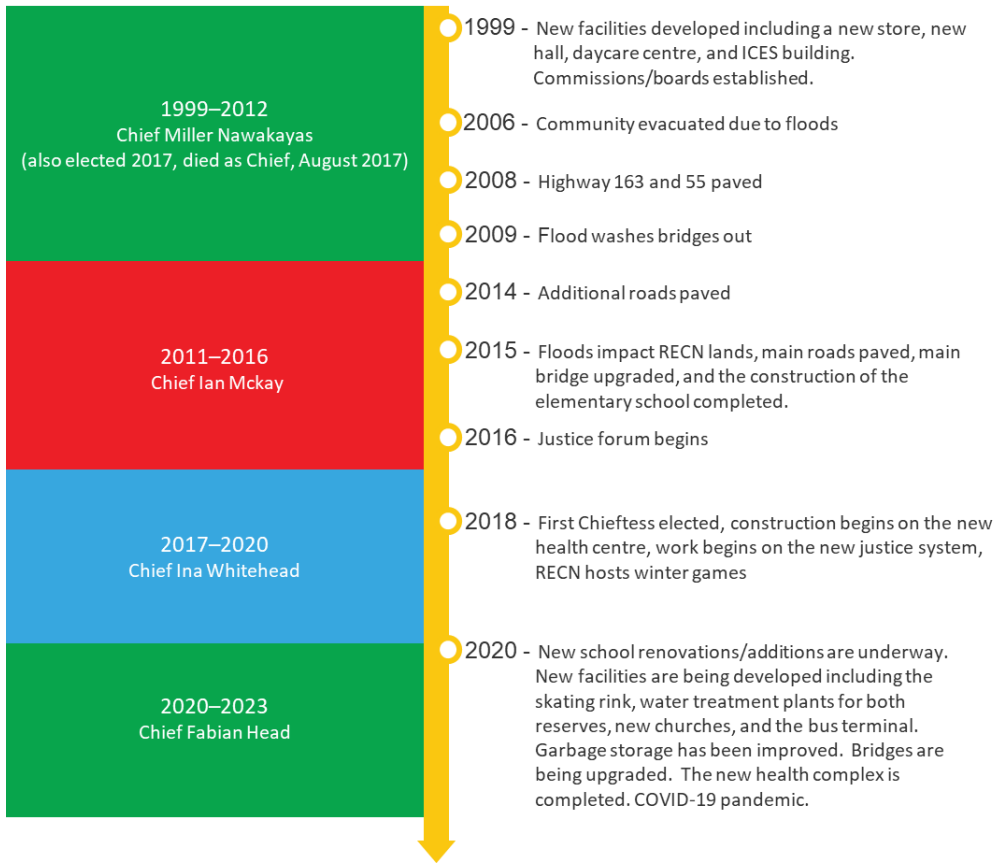 1999–2012
Chief Miller Nawakayas
(also elected 2017, died as Chief, August 2017)
1999 - New facilities developed including a new store, new
hall, daycare centre, and ICES building.
Commissions/boards established.
2006 - Community evacuated due to floods
2008 - Highway 163 and 55 paved
2009 - Flood washes bridges out
2011–2016
Chief Ian Mckay
2014 - Additional roads paved
2015 - Floods impact RECN lands, main roads paved, main
bridge upgraded, and the construction of the
elementary school completed.
2016 - Justice forum begins
2017–2020
Chief Ina Whitehead
2018 - First Chieftess elected, construction begins on the new
health centre, work begins on the new justice system,
RECN hosts winter games
2020–2023
Chief Fabian Head
2020 - New school renovations/additions are underway.
New facilities are being developed including the
skating rink, water treatment plants for both
reserves, new churches, and the bus terminal.
Garbage storage has been improved.  Bridges are
being upgraded.  The new health complex is
completed. COVID-19 pandemic.